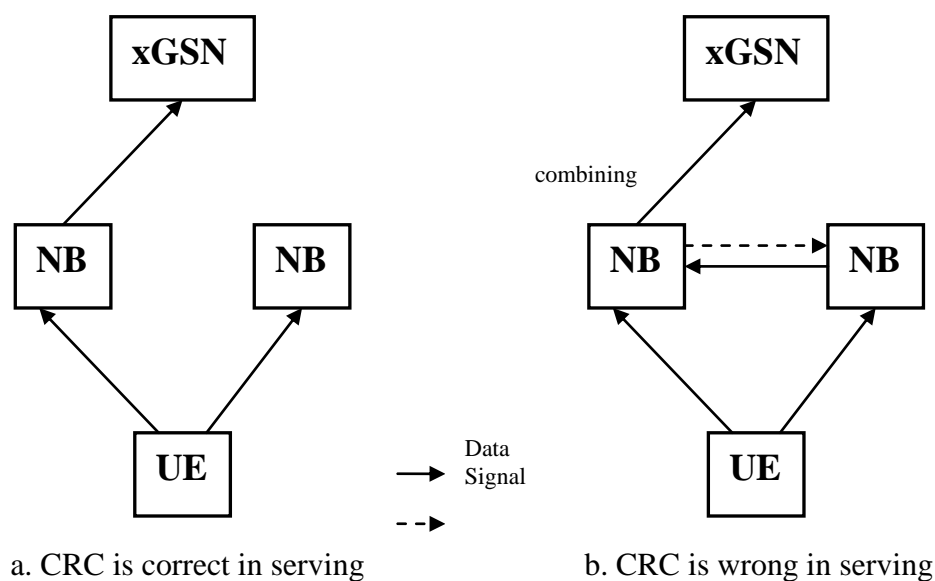 xGSN
xGSN
combining
NB
NB
NB
NB
UE
Data
Signal
UE
a. CRC is correct in serving
b. CRC is wrong in serving